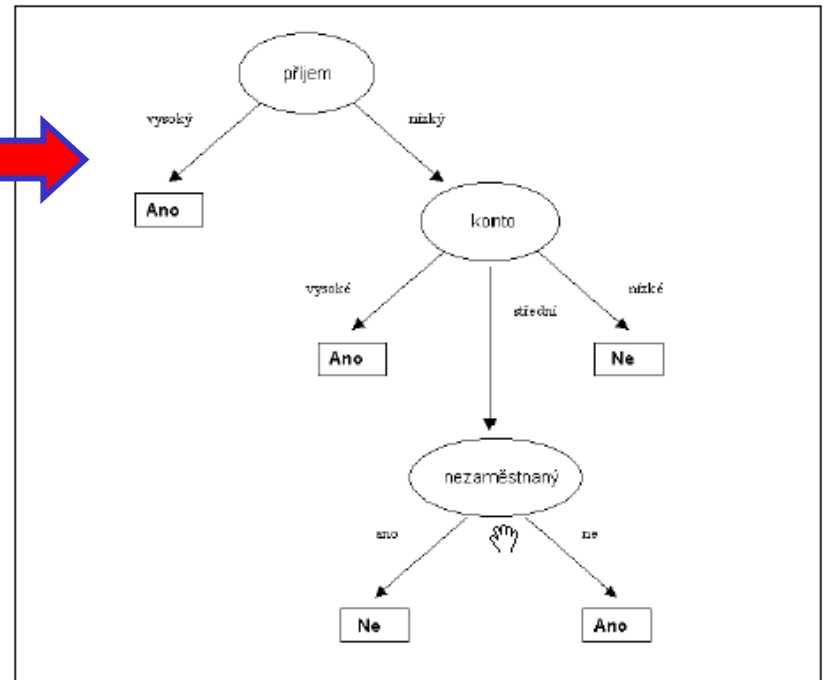 příjem
vysoký
nízký
Ano
konto
vysoké
střední
nízké
Ano
Ne
nezaměstnaný
ano
ne
Ne
Ano